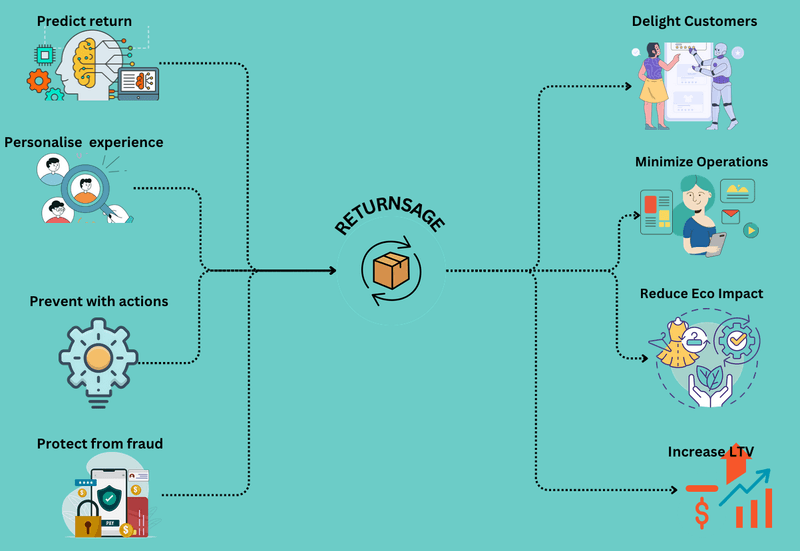 Predict return
Personalise experience
Prevent with actions
Protect from fraud
PAY
RETURNSAGE
Delight Customers
Minimize Operations
Reduce Eco Impact
Increase LTV
$